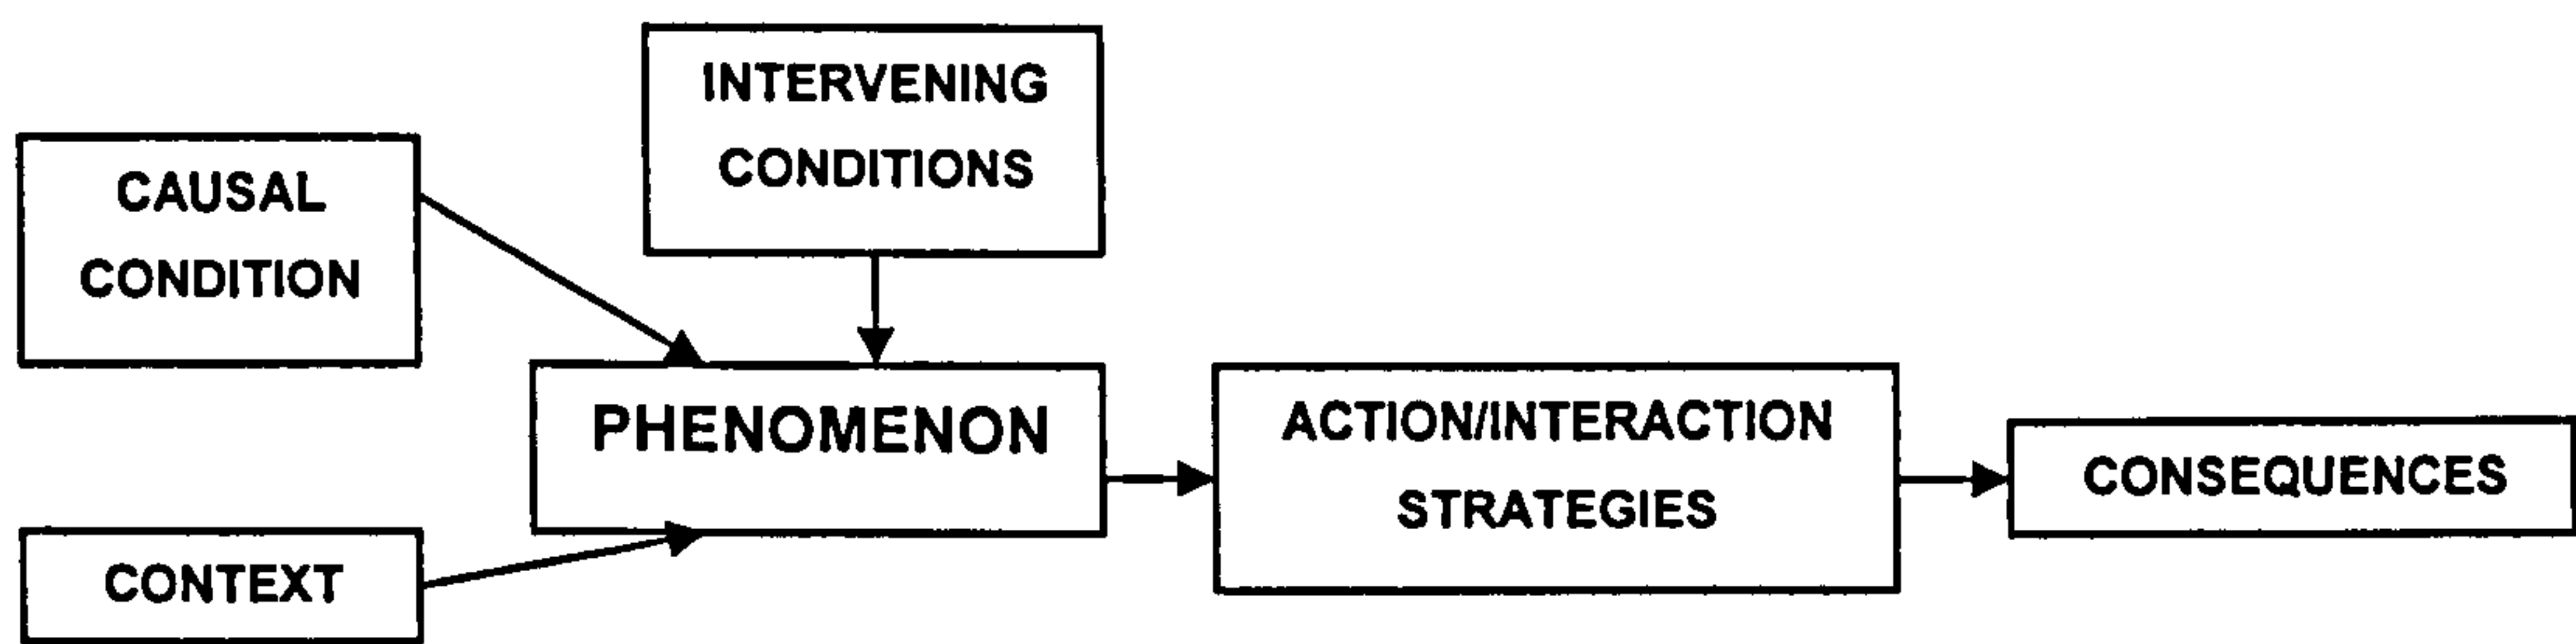 INTERVENING
CONDITIONS
CAUSAL
CONDITION
PHENOMENON
ACTION/INTERACTION
STRATEGIES
CONSEQUENCES
CONTEXT